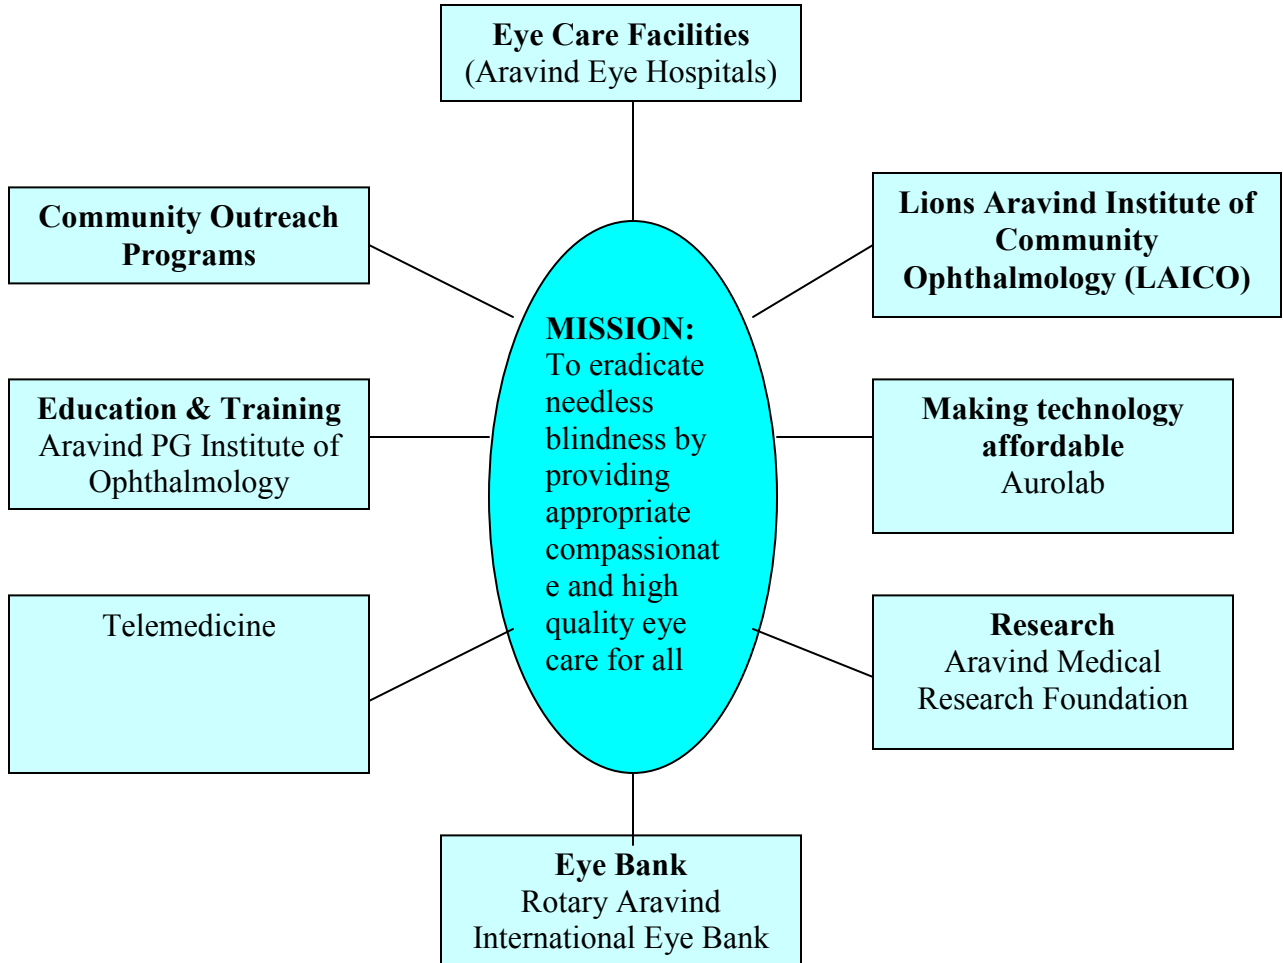 Eye Care Facilities
(Aravind Eye Hospitals)
Community Outreach
Programs
Lions Aravind Institute of
Community
Ophthalmology (LAICO)
MISSION:
To eradicate
needless
blindness by
providing
appropriate
compassionat
e and high
quality eye
care for all
Education & Training
Aravind PG Institute of
Ophthalmology
Making technology
affordable
Aurolab
Telemedicine
Research
Aravind Medical
Research Foundation
Eye Bank
Rotary Aravind
International Eye Bank